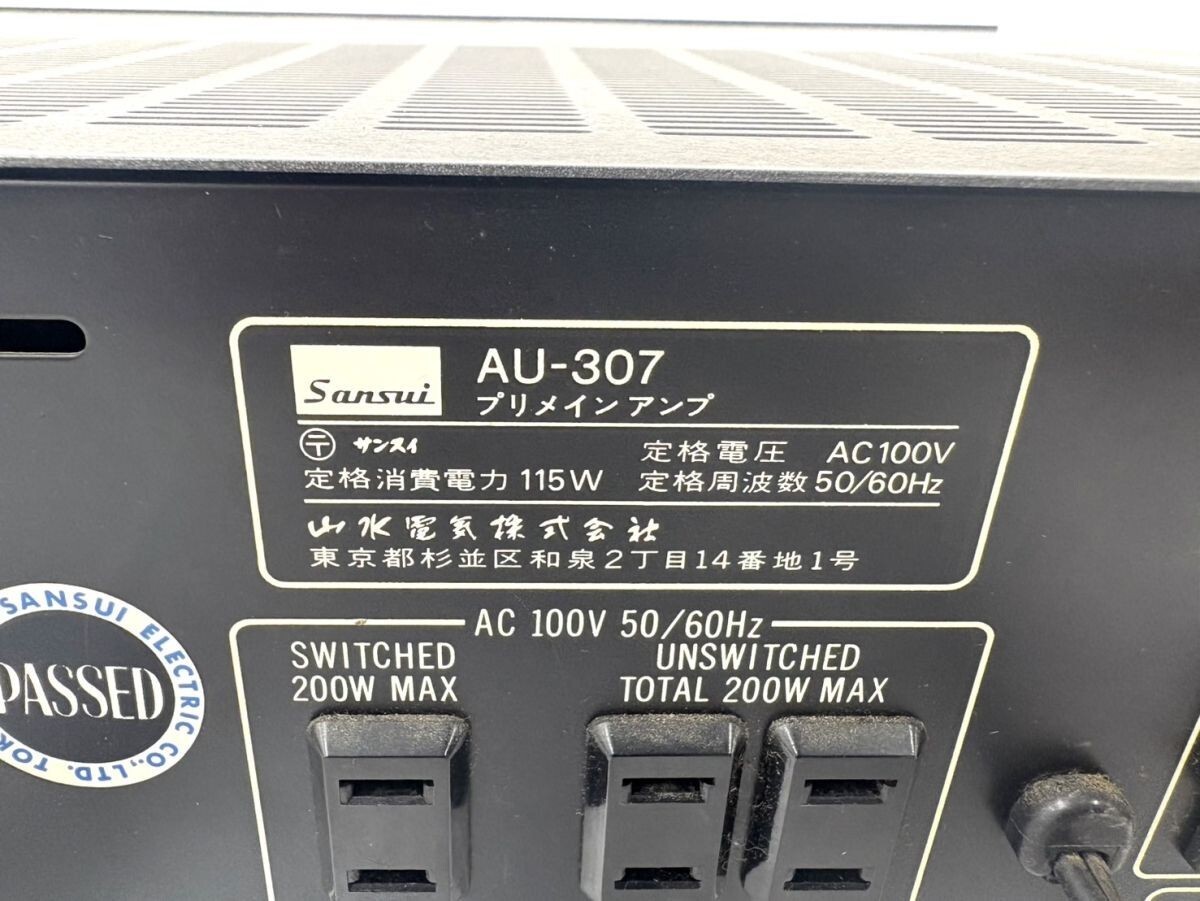 Sansui
AU-307
プリメインアンプ
〒 サンスイ
定格電圧 AC100V
定格消費電力 115W 定格周波数 50/60Hz
山水電気株式会社
東京都杉並区和泉2丁目14番地1号
AC 100V 50/60Hz
SWITCHED
200W MAX
UNSWITCHED
TOTAL 200W MAX
SANSUI ELECTRIC CO., LTD. TOK
PASSED